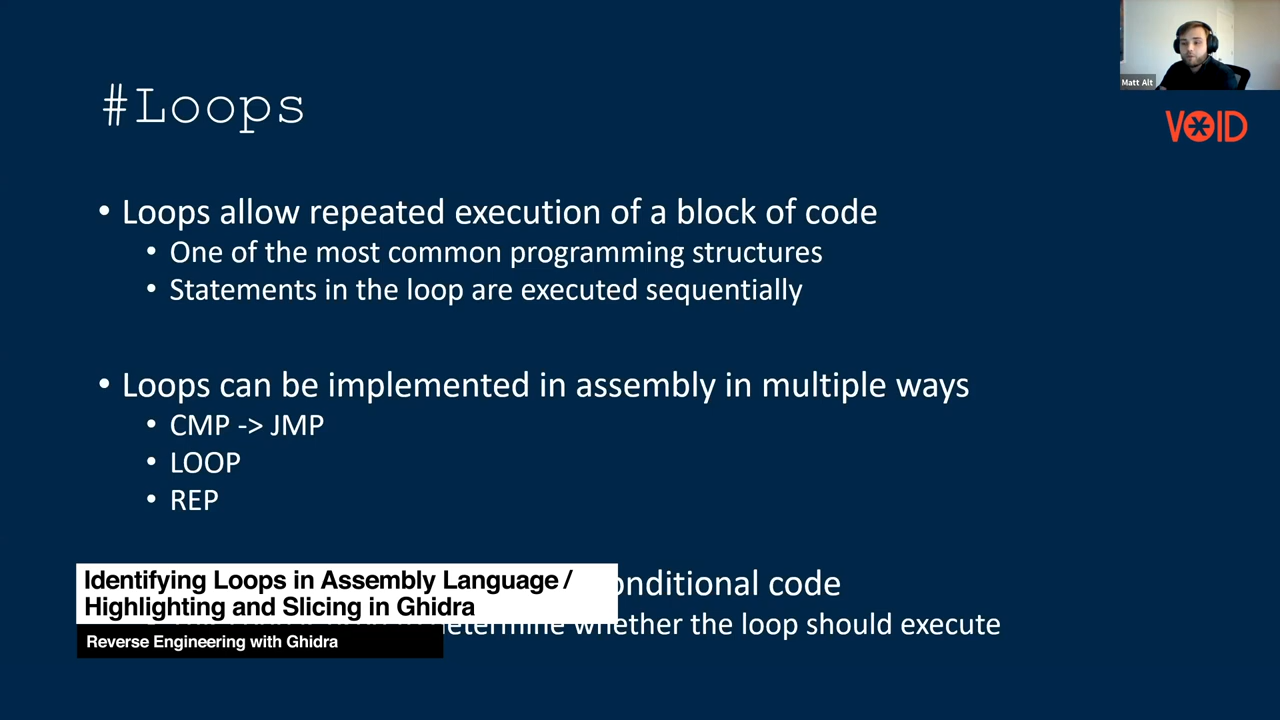 Matt Alt
VOID
#Loops
• Loops allow repeated execution of a block of code
• One of the most common programming structures
• Statements in the loop are executed sequentially
• Loops can be implemented in assembly in multiple ways
• CMP -> JMP
• LOOP
• REP
onditional code
determine whether the loop should execute
Identifying Loops in Assembly Language /
Highlighting and Slicing in Ghidra
Reverse Engineering with Ghidra